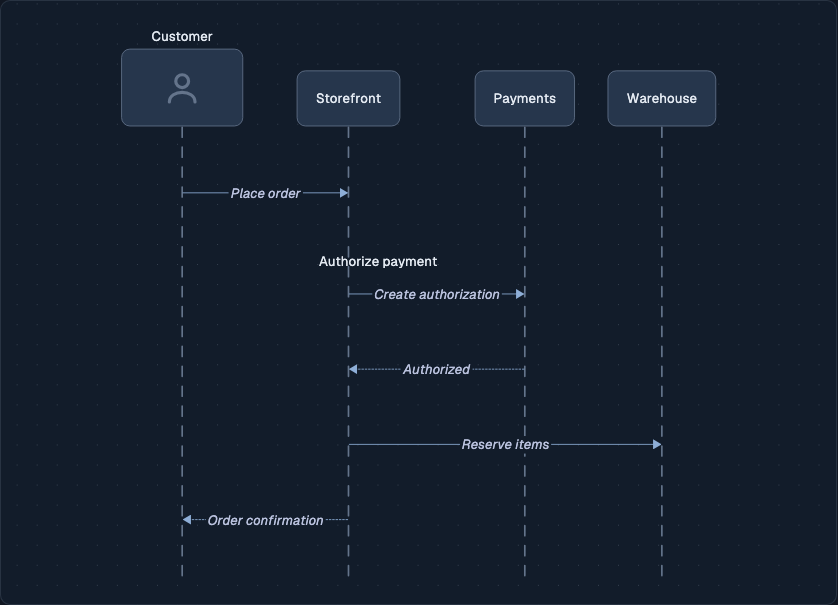 Customer
Storefront
Payments
Warehouse
Place order
Authorize payment
Create authorization
Authorized
Reserve items
Order confirmation